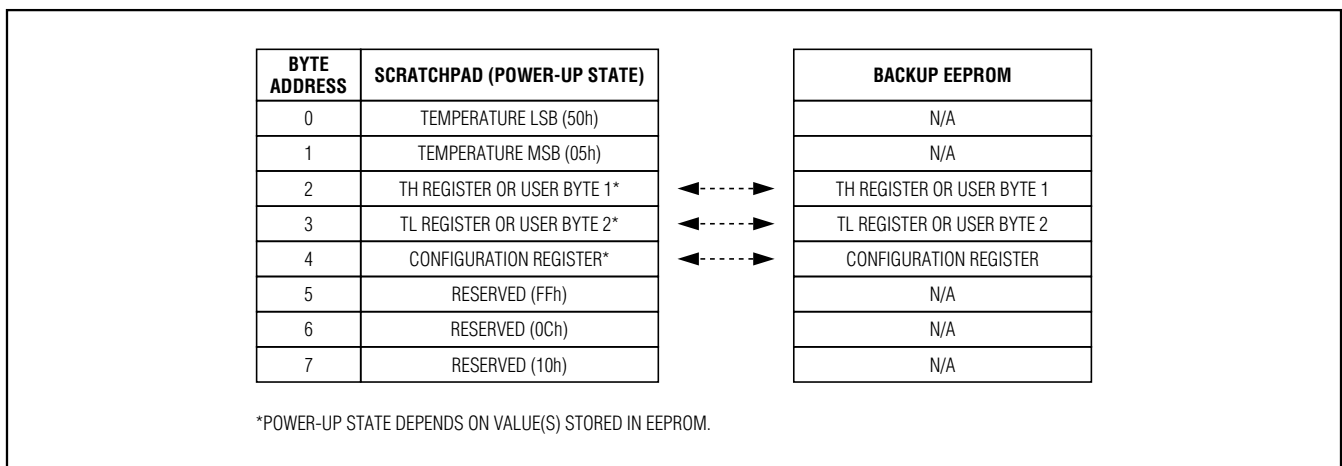 BYTE ADDRESS SCRATCHPAD (POWER-UP STATE) BACKUP EEPROM
0 TEMPERATURE LSB (50h) N/A
1 TEMPERATURE MSB (05h) N/A
2 TH REGISTER OR USER BYTE 1* TH REGISTER OR USER BYTE 1
3 TL REGISTER OR USER BYTE 2* TL REGISTER OR USER BYTE 2
4 CONFIGURATION REGISTER* CONFIGURATION REGISTER
5 RESERVED (FFh) N/A
6 RESERVED (0Ch) N/A
7 RESERVED (10h) N/A
*POWER-UP STATE DEPENDS ON VALUE(S) STORED IN EEPROM.